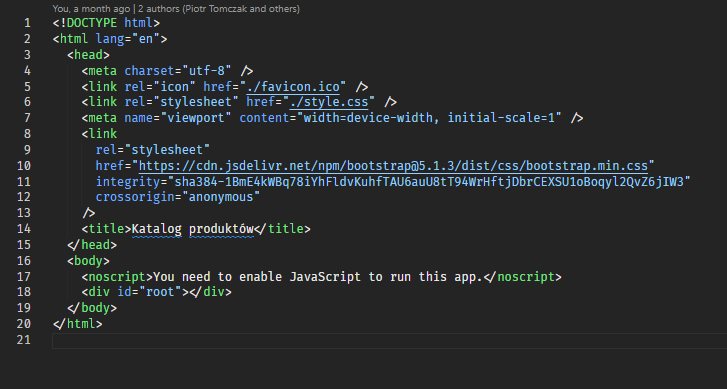 You, a month ago | 2 authors (Piotr Tomczak and others)
1 <!DOCTYPE html>
2 <html lang="en">
3 <head>
4 <meta charset="utf-8" />
5 <link rel="icon" href="./favicon.ico" />
6 <link rel="stylesheet" href="./style.css" />
7 <meta name="viewport" content="width=device-width, initial-scale=1" />
8 <link
9 rel="stylesheet"
10 href="https://cdn.jsdelivr.net/npm/bootstrap@5.1.3/dist/css/bootstrap.min.css"
11 integrity="sha384-1BmE4kWBq78iYhFldvKuhfTAU6auU8tT94WrHftjDbrCEXSU1oBoqyl2QvZ6jIW3"
12 crossorigin="anonymous"
13 />
14 <title>Katalog produktów</title>
15 </head>
16 <body>
17 <noscript>You need to enable JavaScript to run this app.</noscript>
18 <div id="root"></div>
19 </body>
20 </html>
21